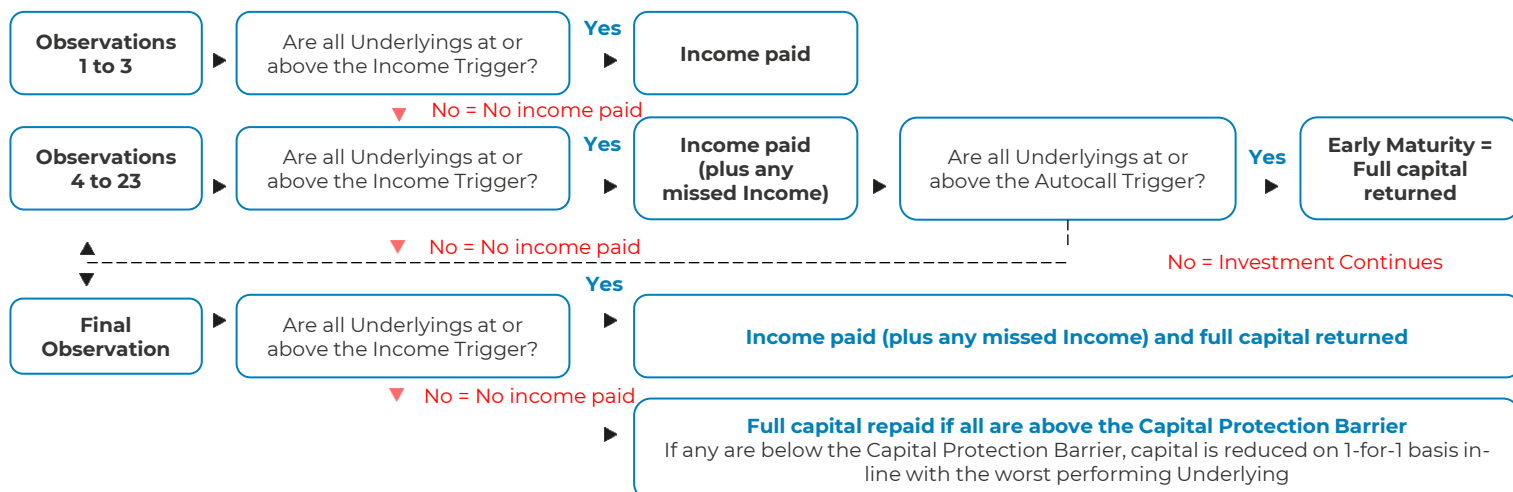 Observations
1 to 3
Are all Underlyings at or
above the Income Trigger?
Yes
Income paid
No = No income paid
Observations
4 to 23
Are all Underlyings at or
above the Income Trigger?
Yes
Income paid
(plus any
missed Income)
Are all Underlyings at or
above the Autocall Trigger?
Yes
Early Maturity =
Full capital
returned
No = No income paid
No = Investment Continues
Final
Observation
Are all Underlyings at or
above the Income Trigger?
Yes
Income paid (plus any missed Income) and full capital returned
No = No income paid
Full capital repaid if all are above the Capital Protection Barrier
If any are below the Capital Protection Barrier, capital is reduced on 1-for-1 basis in-
line with the worst performing Underlying